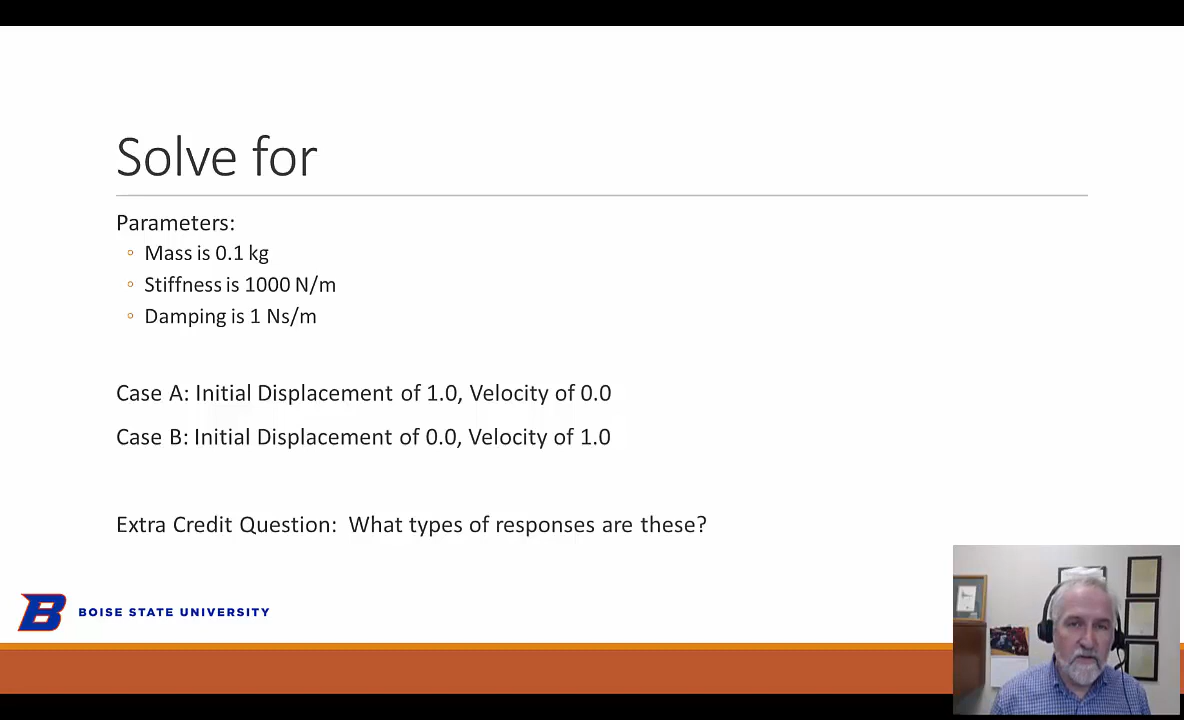 Solve for
Parameters:
◦ Mass is 0.1 kg
◦ Stiffness is 1000 N/m
◦ Damping is 1 Ns/m
Case A: Initial Displacement of 1.0, Velocity of 0.0
Case B: Initial Displacement of 0.0, Velocity of 1.0
Extra Credit Question:  What types of responses are these?
B BOISE STATE UNIVERSITY